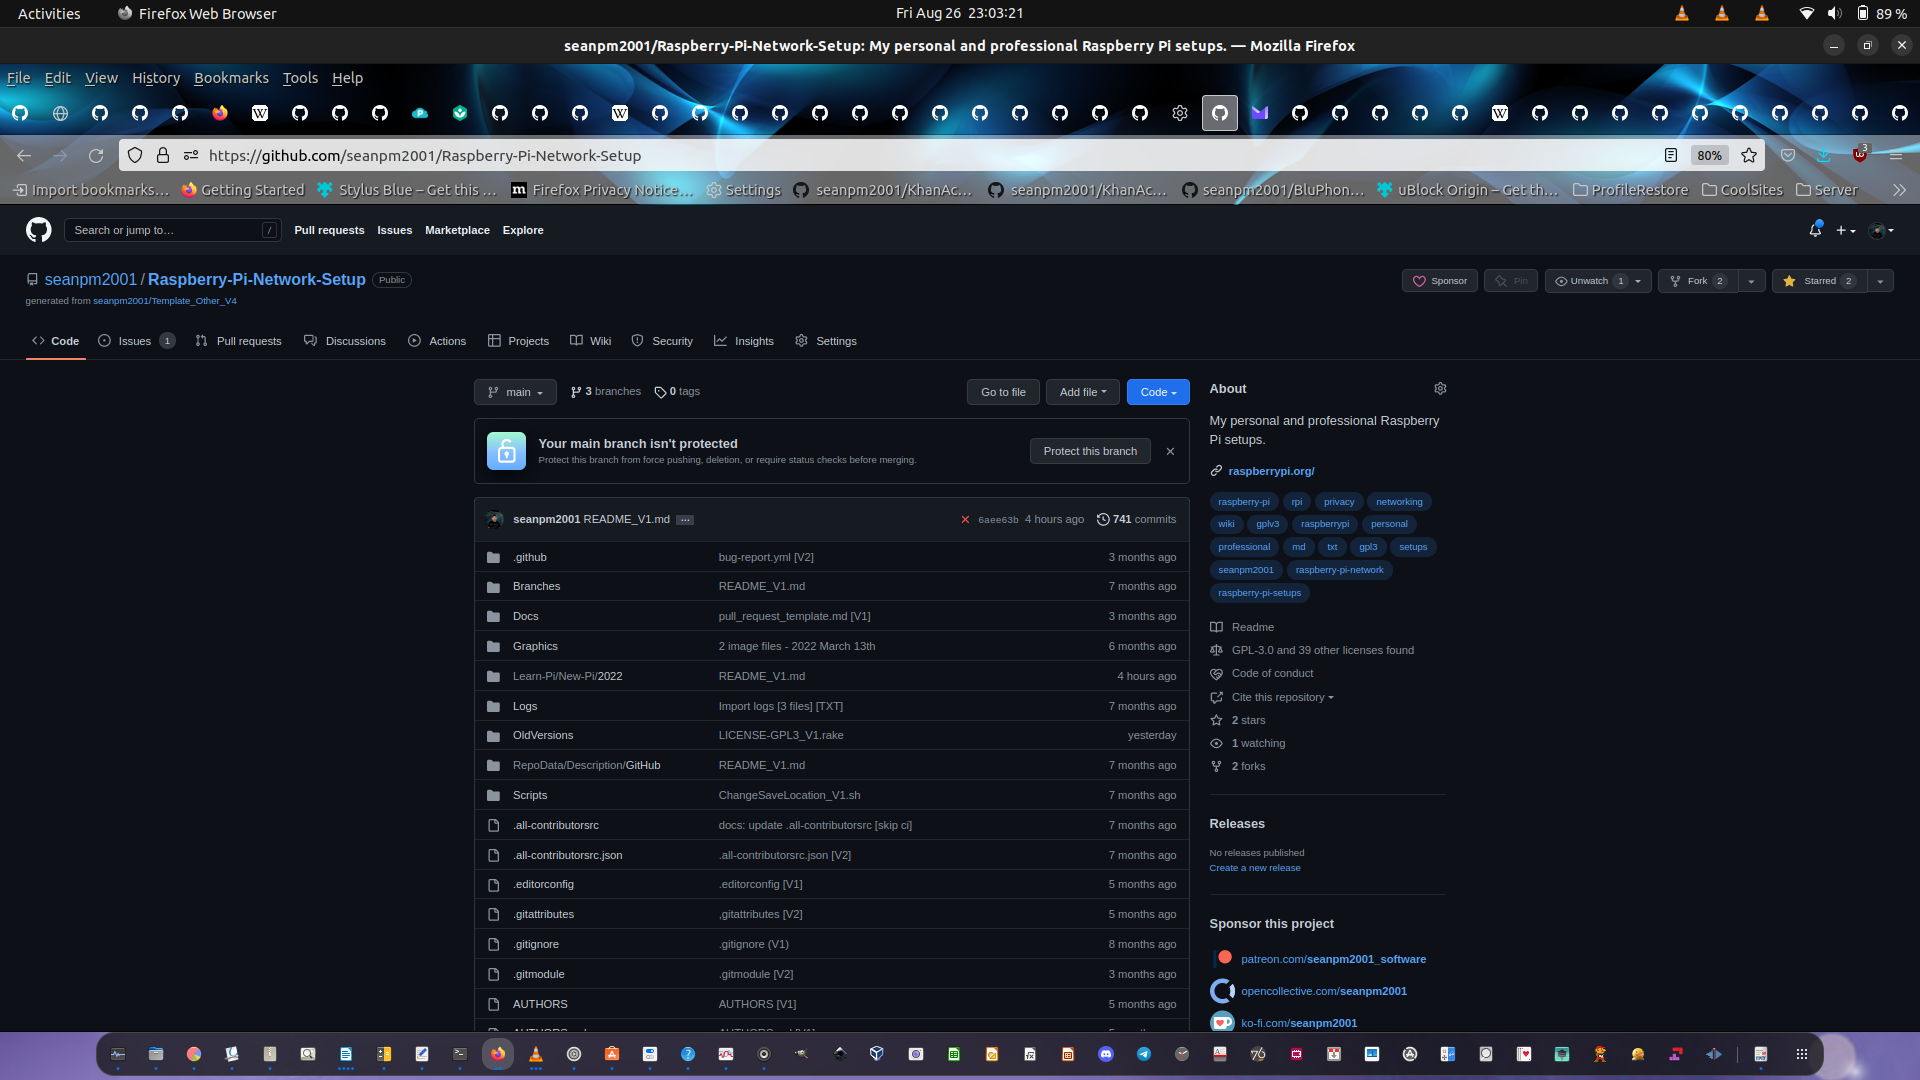 Activities Firefox Web Browser Fri Aug 26 23:03:21 89 %
seanpm2001/Raspberry-Pi-Network-Setup: My personal and professional Raspberry Pi setups. — Mozilla Firefox
File Edit View History Bookmarks Tools Help
https://github.com/seanpm2001/Raspberry-Pi-Network-Setup 80% 3
Import bookmarks… Getting Started Stylus Blue – Get this … Firefox Privacy Notice… Settings seanpm2001/KhanAc… seanpm2001/KhanAc… seanpm2001/BluPhon… uBlock Origin – Get th… ProfileRestore CoolSites Server
Search or jump to… / Pull requests Issues Marketplace Explore
seanpm2001 / Raspberry-Pi-Network-Setup Public Sponsor Pin Unwatch 1 Fork 2 Starred 2
generated from seanpm2001/Template_Other_V4
Code Issues 1 Pull requests Discussions Actions Projects Wiki Security Insights Settings
main 3 branches 0 tags Go to file Add file Code
Your main branch isn't protected
Protect this branch from force pushing, deletion, or require status checks before merging.
Protect this branch
seanpm2001 README_V1.md … 6aee63b 4 hours ago 741 commits
.github bug-report.yml [V2] 3 months ago
Branches README_V1.md 7 months ago
Docs pull_request_template.md [V1] 3 months ago
Graphics 2 image files - 2022 March 13th 6 months ago
Learn-Pi/New-Pi/2022 README_V1.md 4 hours ago
Logs Import logs [3 files] [TXT] 7 months ago
OldVersions LICENSE-GPL3_V1.rake yesterday
RepoData/Description/GitHub README_V1.md 7 months ago
Scripts ChangeSaveLocation_V1.sh 7 months ago
.all-contributorsrc docs: update .all-contributorsrc [skip ci] 7 months ago
.all-contributorsrc.json .all-contributorsrc.json [V2] 7 months ago
.editorconfig .editorconfig [V1] 5 months ago
.gitattributes ,gitattributes [V2] 5 months ago
.gitignore .gitignore (V1) 8 months ago
.gitmodule .gitmodule [V2] 3 months ago
AUTHORS AUTHORS [V1] 5 months ago
About
My personal and professional Raspberry
Pi setups.
raspberrypi.org/
raspberry-pi rpi privacy networking
wiki gplv3 raspberrypi personal
professional md txt gpl3 setups
seanpm2001 raspberry-pi-network
raspberry-pi-setups
Readme
GPL-3.0 and 39 other licenses found
Code of conduct
Cite this repository
2 stars
1 watching
2 forks
Releases
No releases published
Create a new release
Sponsor this project
patreon.com/seanpm2001_software
opencollective.com/seanpm2001
ko-fi.com/seanpm2001